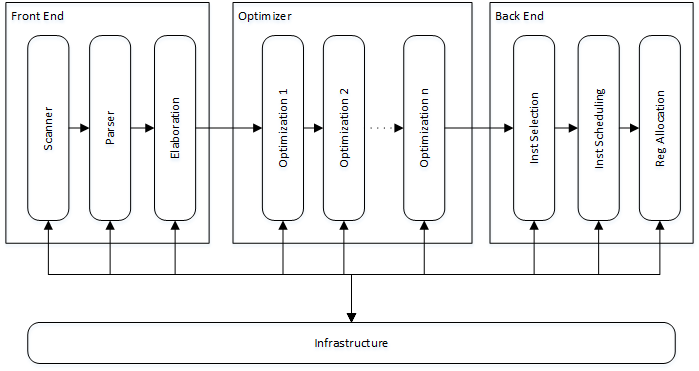 Front End
Scanner
Parser
Elaboration
Optimizer
Optimization 1
Optimization 2
Optimization n
Back End
Inst Selection
Inst Scheduling
Reg Allocation
Infrastructure